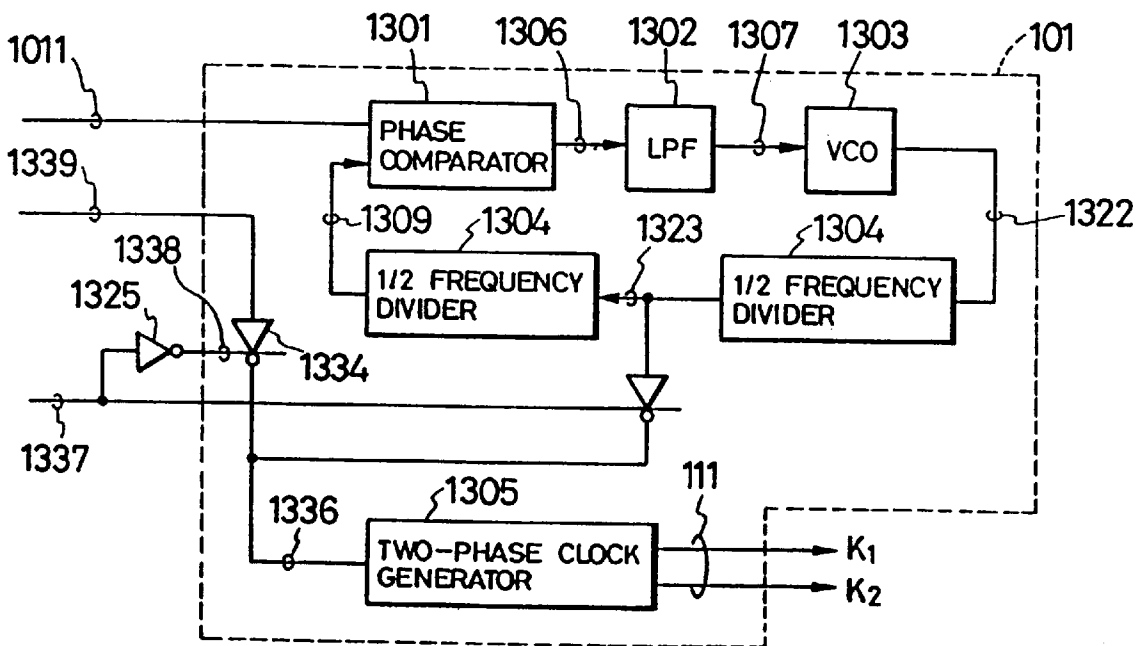 1301
1306
1302
1307
1303
101
1011
PHASE
COMPARATOR
LPF
VCO
1339
1309
1304
1323
1304
1322
1338
1325
1/2 FREQUENCY
DIVIDER
1/2 FREQUENCY
DIVIDER
1334
1337
1305
111
1336
TWO-PHASE CLOCK
GENERATOR
K1
K2